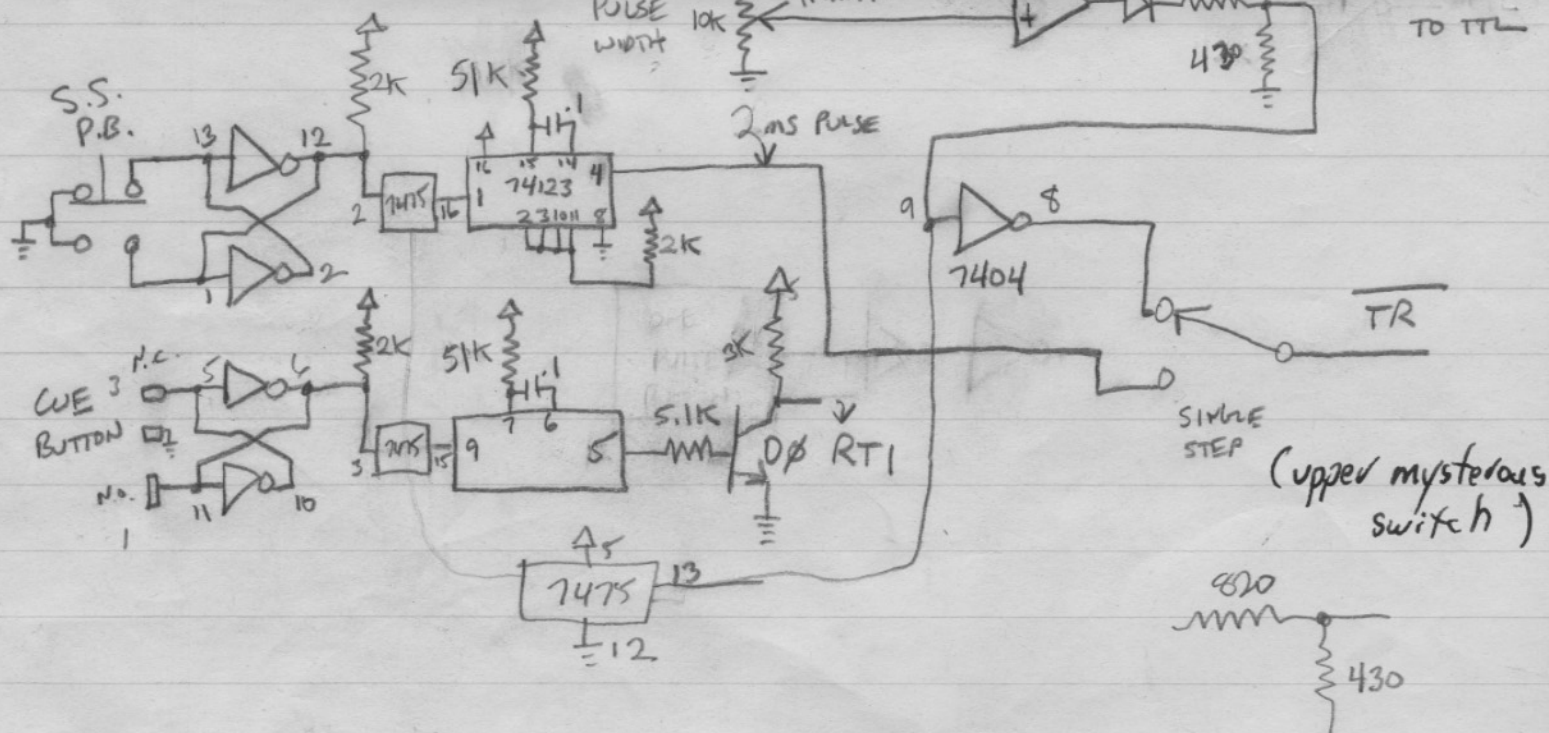 PULSE
WIDTH
10K
+
TO TTL
430
S.S.
P.B.
2K
51K
.1
2ms PULSE
13
12
16
15
14
4
74123
1
2 3 10 11 8
2
7475
16
2K
9
8
7404
1
2
TR
CUE
BUTTON
3
N.C.
2
N.O.
1
5
6
11
10
2K
51K
.1
3
7475
15
9
7
6
5
5.1K
3K
DØ RT1
SINGLE
STEP
(upper mysterous
switch)
5
7475
13
12
820
430